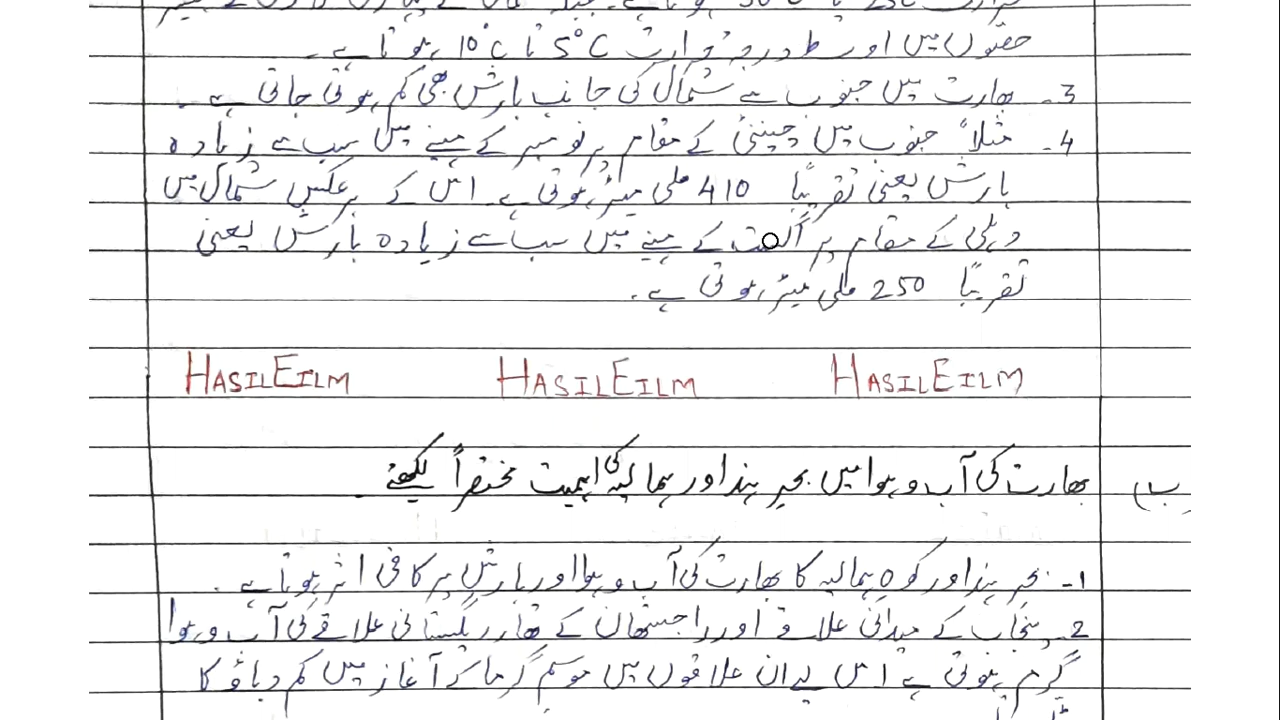 حصّوں میں اوسط درجہ حرارت 5°C تا 10°C ہوتا ہے۔
3۔ بھارت میں جنوب سے شمال کی جانب بارش بھی کم ہوتی جاتی ہے۔
4۔ مثلاً جنوب میں چینئی کے مقام پر نومبر کے مہینے میں سب سے زیادہ
بارش یعنی تقریباً 410 ملی میٹر ہوتی ہے۔ اس کے برعکس شمال میں
دہلی کے مقام پر اگست کے مہینے میں سب سے زیادہ بارش یعنی
تقریباً 250 ملی میٹر ہوتی ہے۔
HASILEILM HASILEILM HASILEILM
ب) بھارت کی آب و ہوا میں بحر ہند اور ہمالیہ کی اہمیت مختصراً لکھئے۔
1۔ بحر ہند اور کوہ ہمالیہ کا بھارت کی آب و ہوا اور بارش پر کافی اثر ہوتا ہے۔
2۔ پنجاب کے میدانی علاقے اور راجستھان کے تھار ریگستانی علاقے کی آب و ہوا
گرم ہوتی ہے اس لیے ان علاقوں میں موسم گرما کے آغاز میں کم دباؤ کا